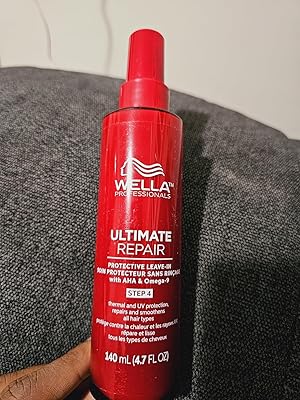 WELLA™
PROFESSIONALS
ULTIMATE
REPAIR
PROTECTIVE LEAVE-IN
SOIN PROTECTEUR SANS RINÇAGE
with AHA & Omega-9
STEP 4
thermal and UV protection,
repairs and smoothens
all hair types
protège contre la chaleur et les rayons
répare et lisse
tous les types de cheveux
140 mL (4.7 FL OZ)